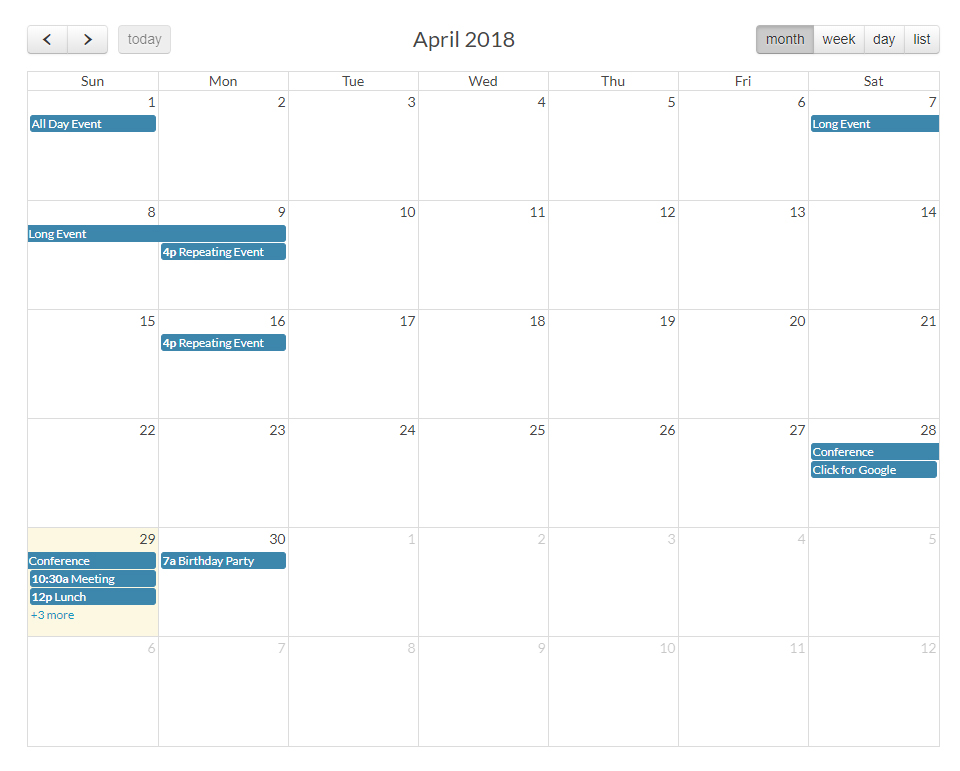 today April 2018 month week day list
Sun Mon Tue Wed Thu Fri Sat
1 2 3 4 5 6 7
All Day Event Long Event
8 9 10 11 12 13 14
Long Event
4p Repeating Event
15 16 17 18 19 20 21
4p Repeating Event
22 23 24 25 26 27 28
Conference
Click for Google
29 30 1 2 3 4 5
Conference 7a Birthday Party
10:30a Meeting
12p Lunch
+3 more
6 7 8 9 10 11 12